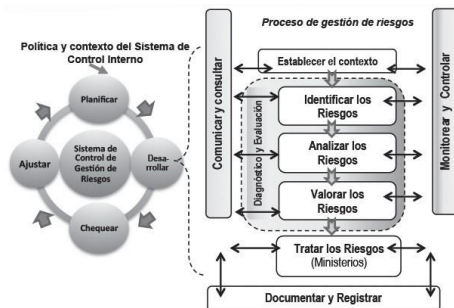 Proceso de gestión de riesgos
Política y contexto del Sistema de
Control Interno
Planificar
Ajustar
Sistema de
Control de
Gestión de
Riesgos
Desa-
rrollar
Chequear
Comunicar y consultar
Establecer el contexto
Diagnóstico y Evaluación
Identificar los
Riesgos
Analizar los
Riesgos
Valorar los
Riesgos
Tratar los Riesgos
(Ministerios)
Monitorear y Controlar
Documentar y Registrar